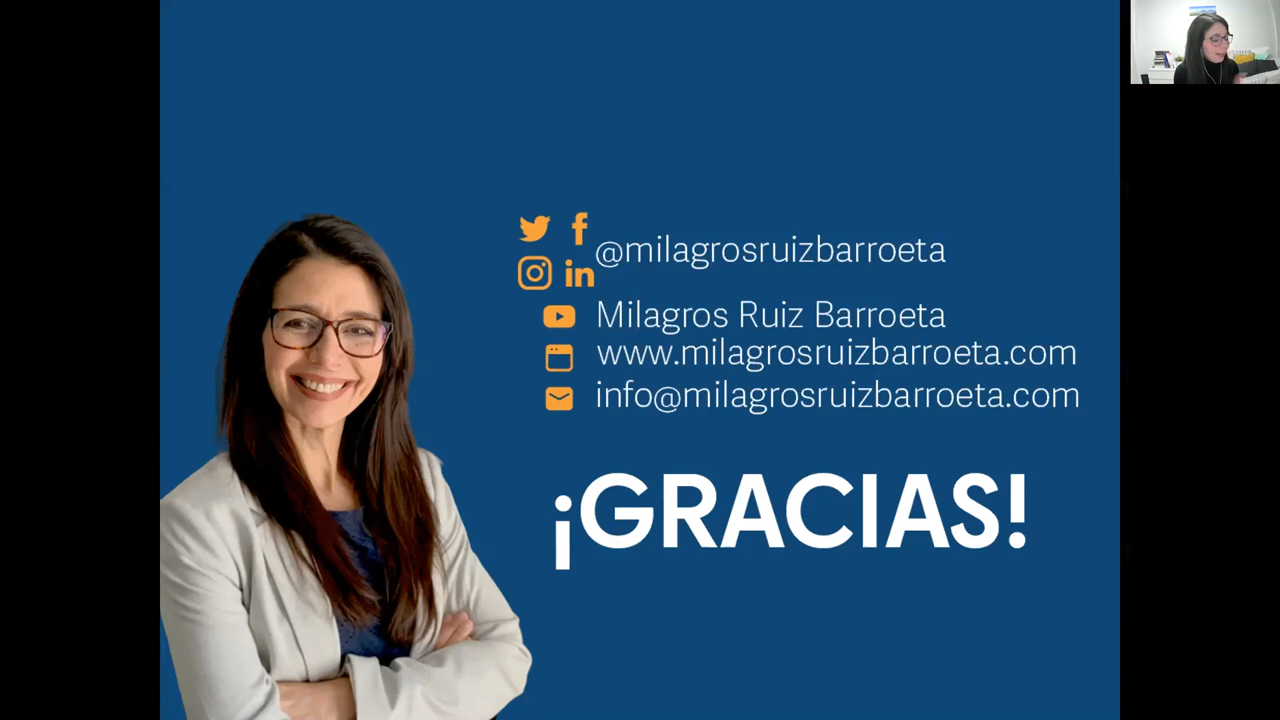 @milagrosruizbarroeta
Milagros Ruiz Barroeta
www.milagrosruizbarroeta.com
info@milagrosruizbarroeta.com
¡GRACIAS!